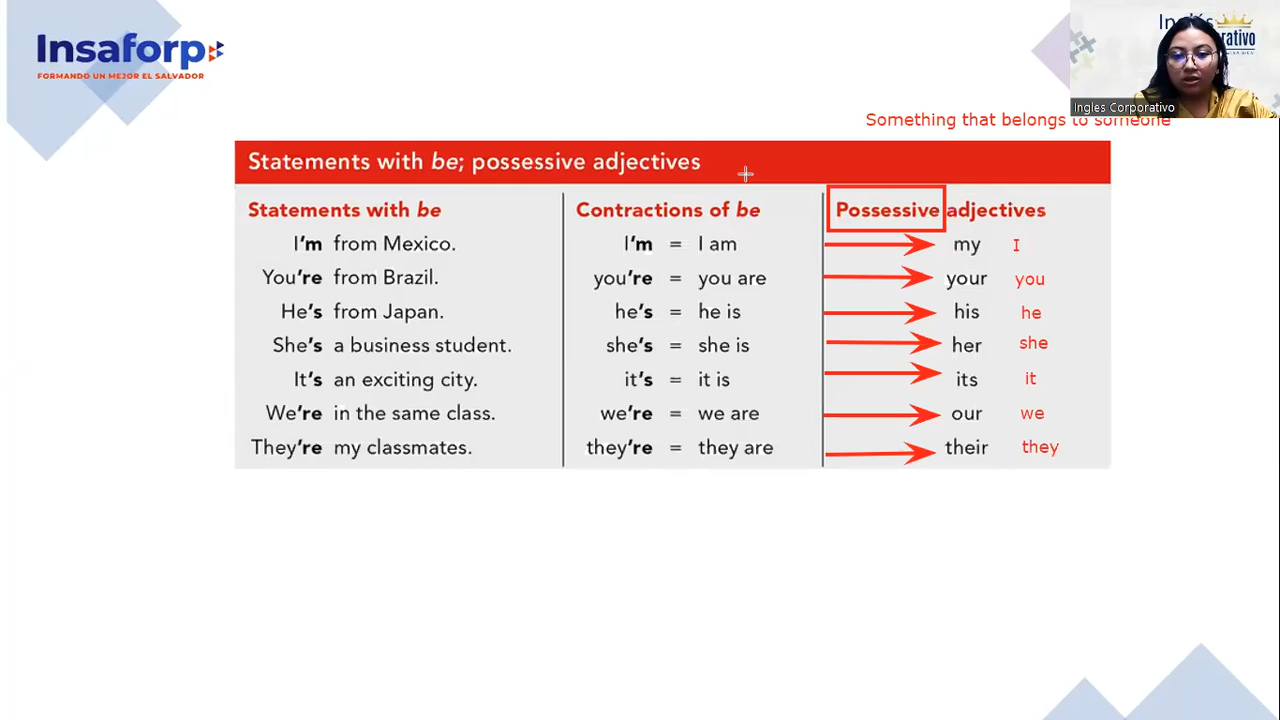 Insaforp
FORMANDO UN MEJOR EL SALVADOR
Inglés
Ingles Corporativo
Something that belongs to someone
Statements with be; possessive adjectives
Statements with be Contractions of be Possessive adjectives
I'm from Mexico. I'm = I am my I
You're from Brazil. you're = you are your you
He's from Japan. he's = he is his he
She's a business student. she's = she is her she
It's an exciting city. it's = it is its it
We're in the same class. we're = we are our we
They're my classmates. they're = they are their they